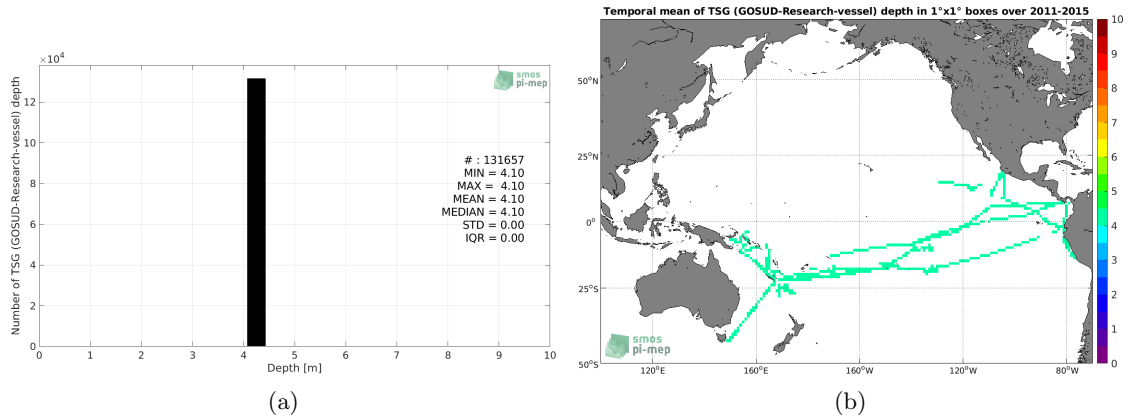 ×10⁴
12
10
8
6
4
2
0
0 1 2 3 4 5 6 7 8 9 10
Number of TSG (GOSUD-Research-vessel) depth
Depth [m]
smos
pi-mep
# : 131657
MIN = 4.10
MAX = 4.10
MEAN = 4.10
MEDIAN = 4.10
STD = 0.00
IQR = 0.00
(a)
Temporal mean of TSG (GOSUD-Research-vessel) depth in 1°x1° boxes over 2011-2015
50°N
25°N
0°
25°S
50°S
120°E 160°E 160°W 120°W 80°W
smos
pi-mep
10
9
8
7
6
5
4
3
2
1
0
(b)